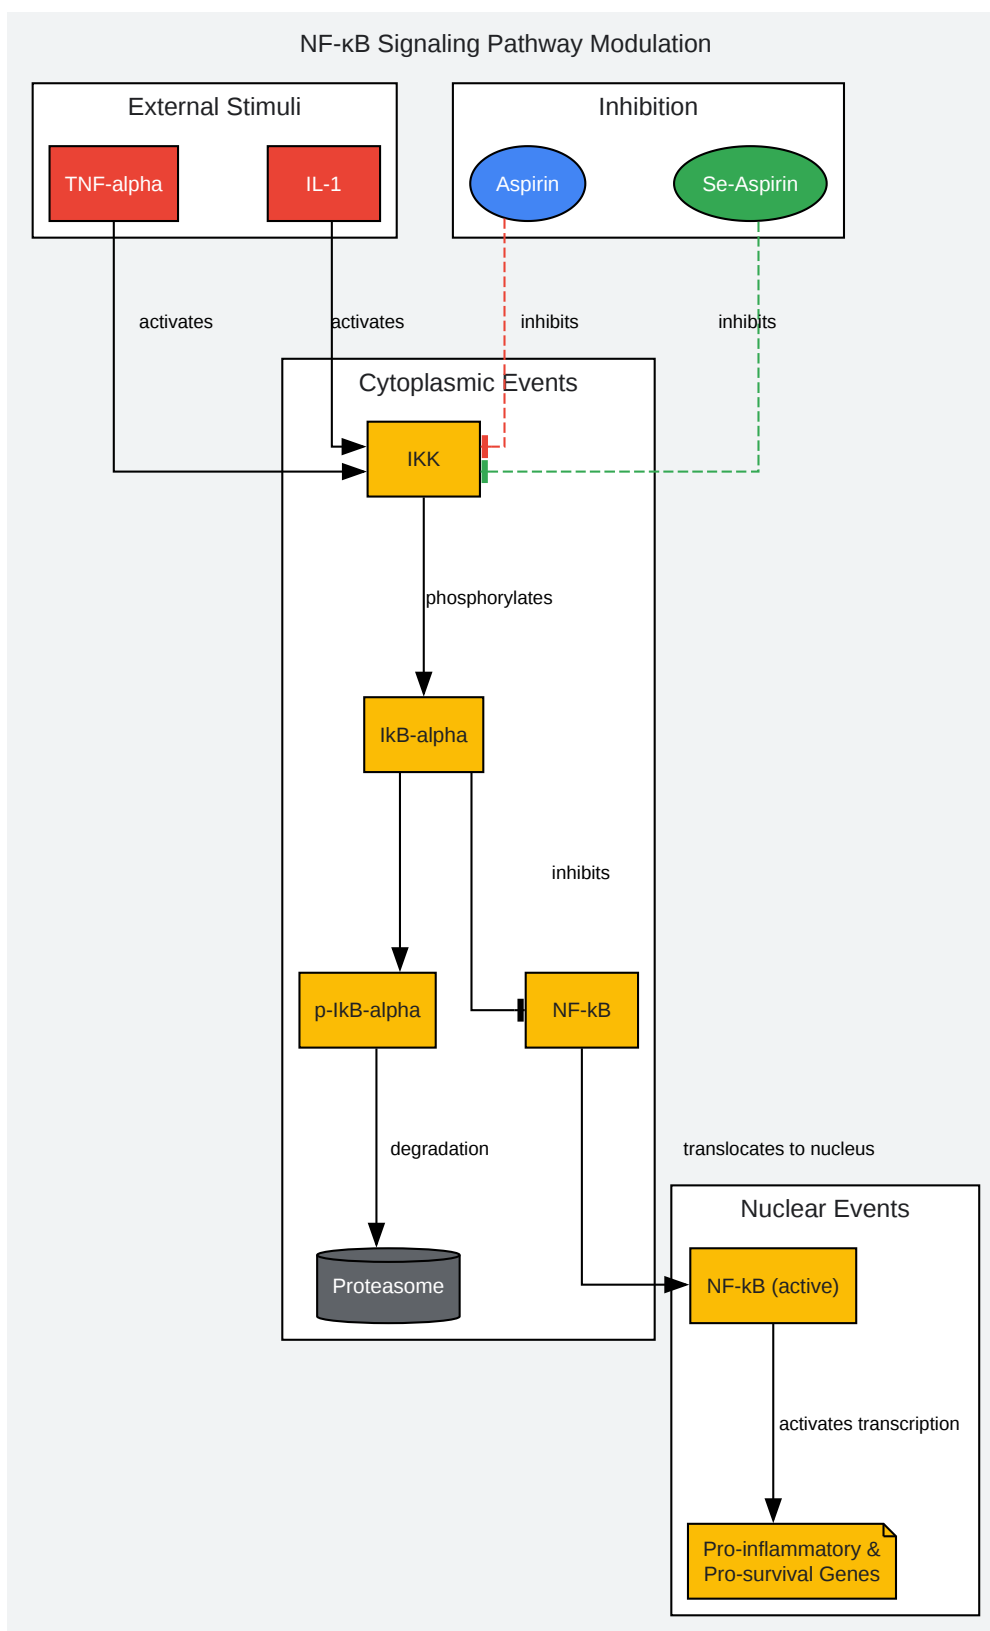 NF-κB Signaling Pathway Modulation
External Stimuli
Inhibition
TNF-alpha
IL-1
Aspirin
Se-Aspirin
activates
activates
inhibits
inhibits
Cytoplasmic Events
IKK
phosphorylates
IkB-alpha
inhibits
p-IkB-alpha
NF-kB
degradation
translocates to nucleus
Nuclear Events
Proteasome
NF-kB (active)
activates transcription
Pro-inflammatory &
Pro-survival Genes